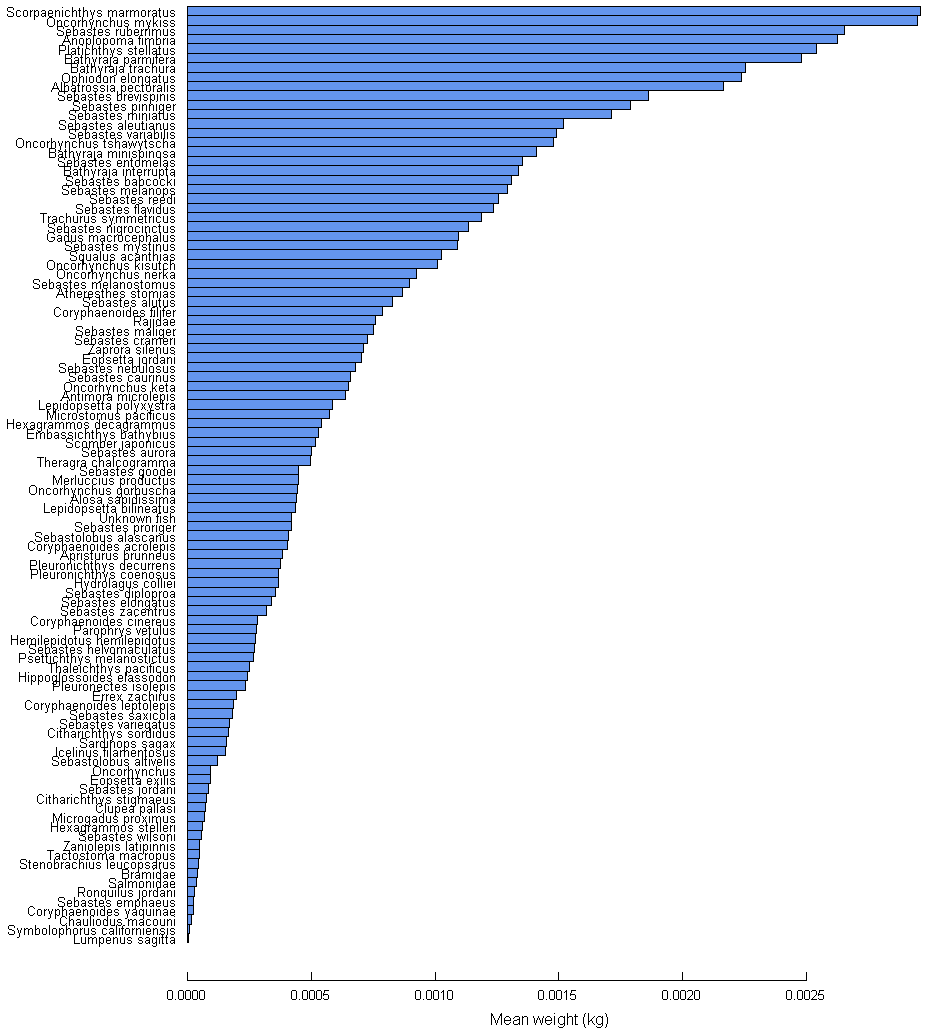 Scorpaenichthys marmoratus
Oncorhynchus mykiss
Sebastes ruberrimus
Anoplopoma fimbria
Platichthys stellatus
Bathyraja parmifera
Bathyraja trachura
Ophiodon elongatus
Albatrossia pectoralis
Sebastes brevispinis
Sebastes pinniger
Sebastes miniatus
Sebastes aleutianus
Sebastes variabilis
Oncorhynchus tshawytscha
Bathyraja minispinosa
Sebastes entomelas
Bathyraja interrupta
Sebastes babcocki
Sebastes melanops
Sebastes reedi
Sebastes flavidus
Trachurus symmetricus
Sebastes nigrocinctus
Gadus macrocephalus
Sebastes mystinus
Squalus acanthias
Oncorhynchus kisutch
Oncorhynchus nerka
Sebastes melanostomus
Atheresthes stomias
Sebastes alutus
Coryphaenoides filifer
Rajidae
Sebastes maliger
Sebastes crameri
Zaprora silenus
Eopsetta jordani
Sebastes nebulosus
Sebastes caurinus
Oncorhynchus keta
Antimora microlepis
Lepidopsetta polyxystra
Microstomus pacificus
Hexagrammos decagrammus
Embassichthys bathybius
Scomber japonicus
Sebastes aurora
Theragra chalcogramma
Sebastes goodei
Merluccius productus
Oncorhynchus gorbuscha
Alosa sapidissima
Lepidopsetta bilineatus
Unknown fish
Sebastes proriger
Sebastolobus alascanus
Coryphaenoides acrolepis
Apristurus brunneus
Pleuronichthys decurrens
Pleuronichthys coenosus
Hydrolagus colliei
Sebastes diploproa
Sebastes elongatus
Sebastes zacentrus
Coryphaenoides cinereus
Parophrys vetulus
Hemilepidotus hemilepidotus
Sebastes helvomaculatus
Psettichthys melanostictus
Thaleichthys pacificus
Hippoglossoides elassodon
Pleuronectes isolepis
Errex zachirus
Coryphaenoides leptolepis
Sebastes saxicola
Sebastes variegatus
Citharichthys sordidus
Sardinops sagax
Icelinus filamentosus
Sebastolobus altivelis
Oncorhynchus
Eopsetta exilis
Sebastes jordani
Citharichthys stigmaeus
Clupea pallasi
Microgadus proximus
Hexagrammos stelleri
Sebastes wilsoni
Zaniolepis latipinnis
Tactostoma macropus
Stenobrachius leucopsarus
Bramidae
Salmonidae
Ronquilus jordani
Sebastes emphaeus
Coryphaenoides yaquinae
Chauliodus macouni
Symbolophorus californiensis
Lumpenus sagitta
0.0000 0.0005 0.0010 0.0015 0.0020 0.0025
Mean weight (kg)